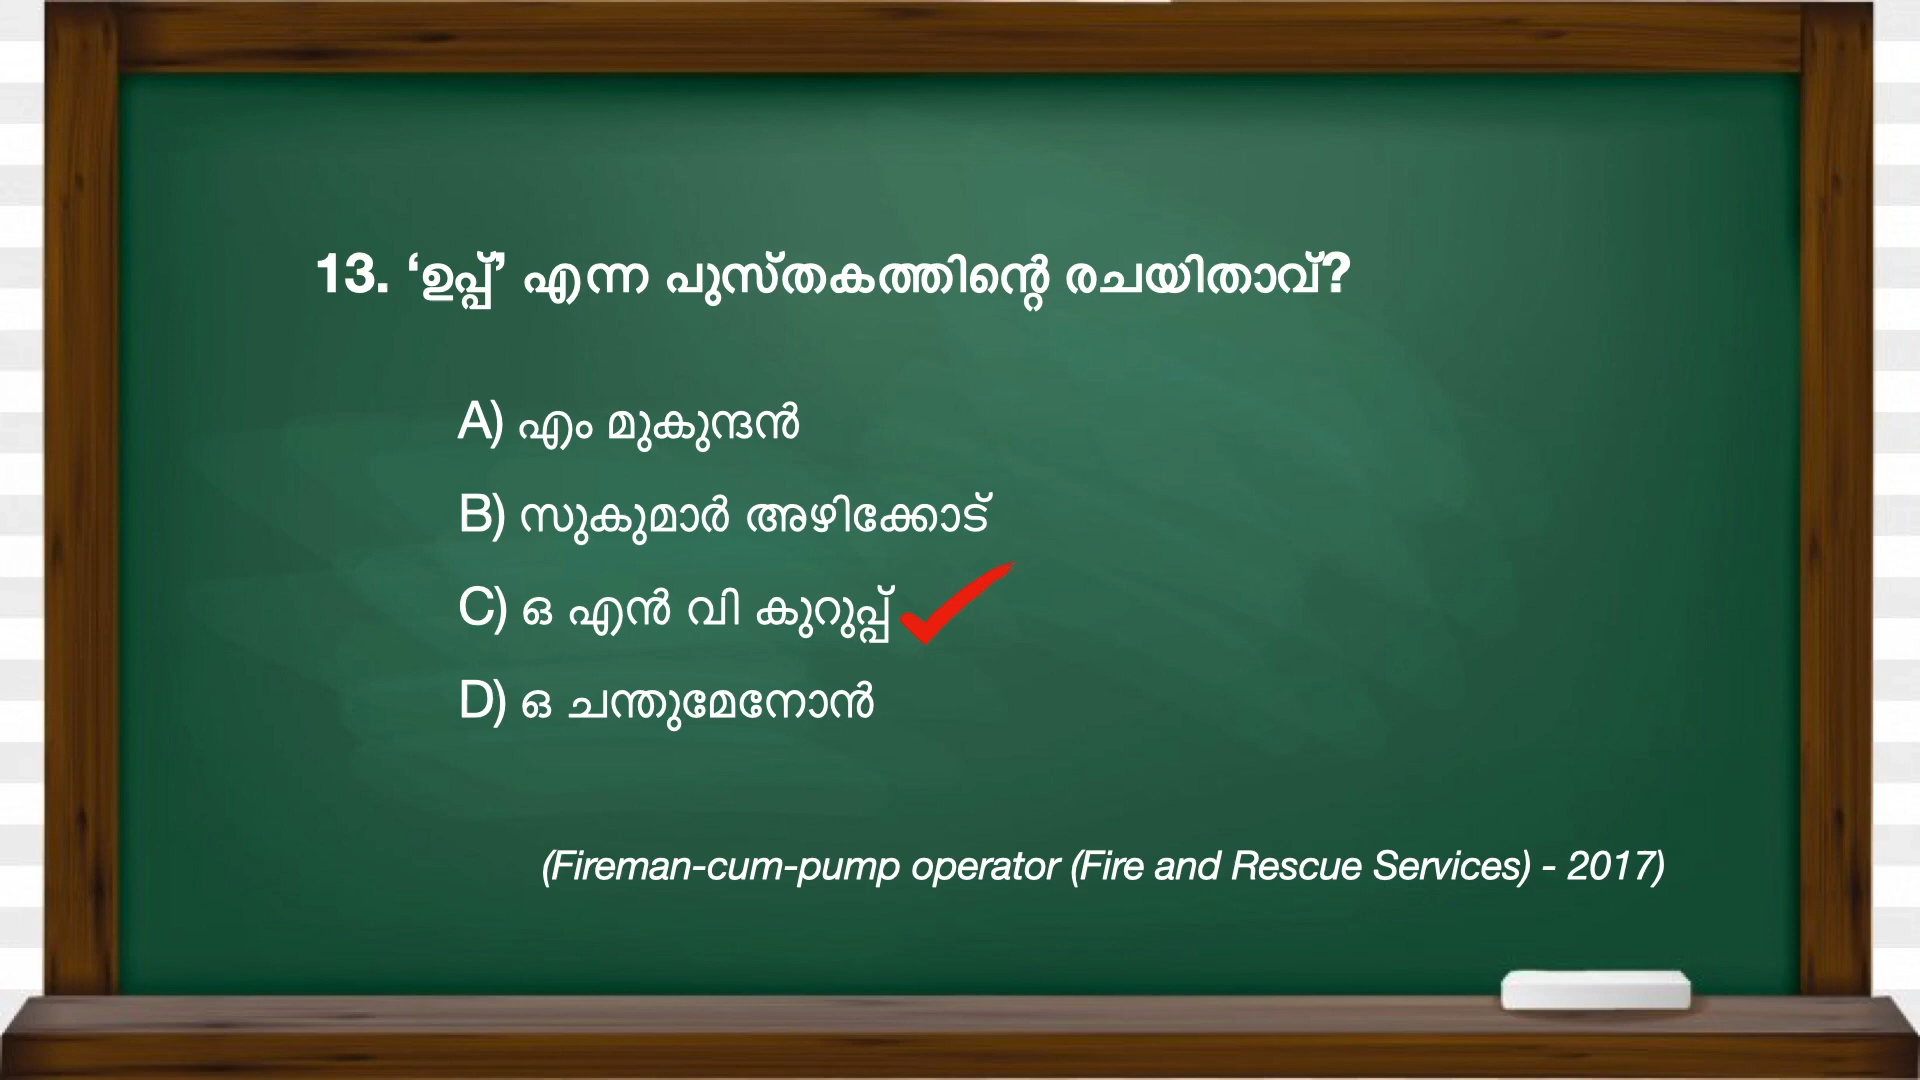 13. ‘ഉപ്പ്’ എന്ന പുസ്തകത്തിന്റെ രചയിതാവ്?
A) എം മുകുന്ദൻ
B) സുകുമാർ അഴിക്കോട്
C) ഒ എൻ വി കുറുപ്പ്
D) ഒ ചന്തുമേനോൻ
(Fireman-cum-pump operator (Fire and Rescue Services) - 2017)